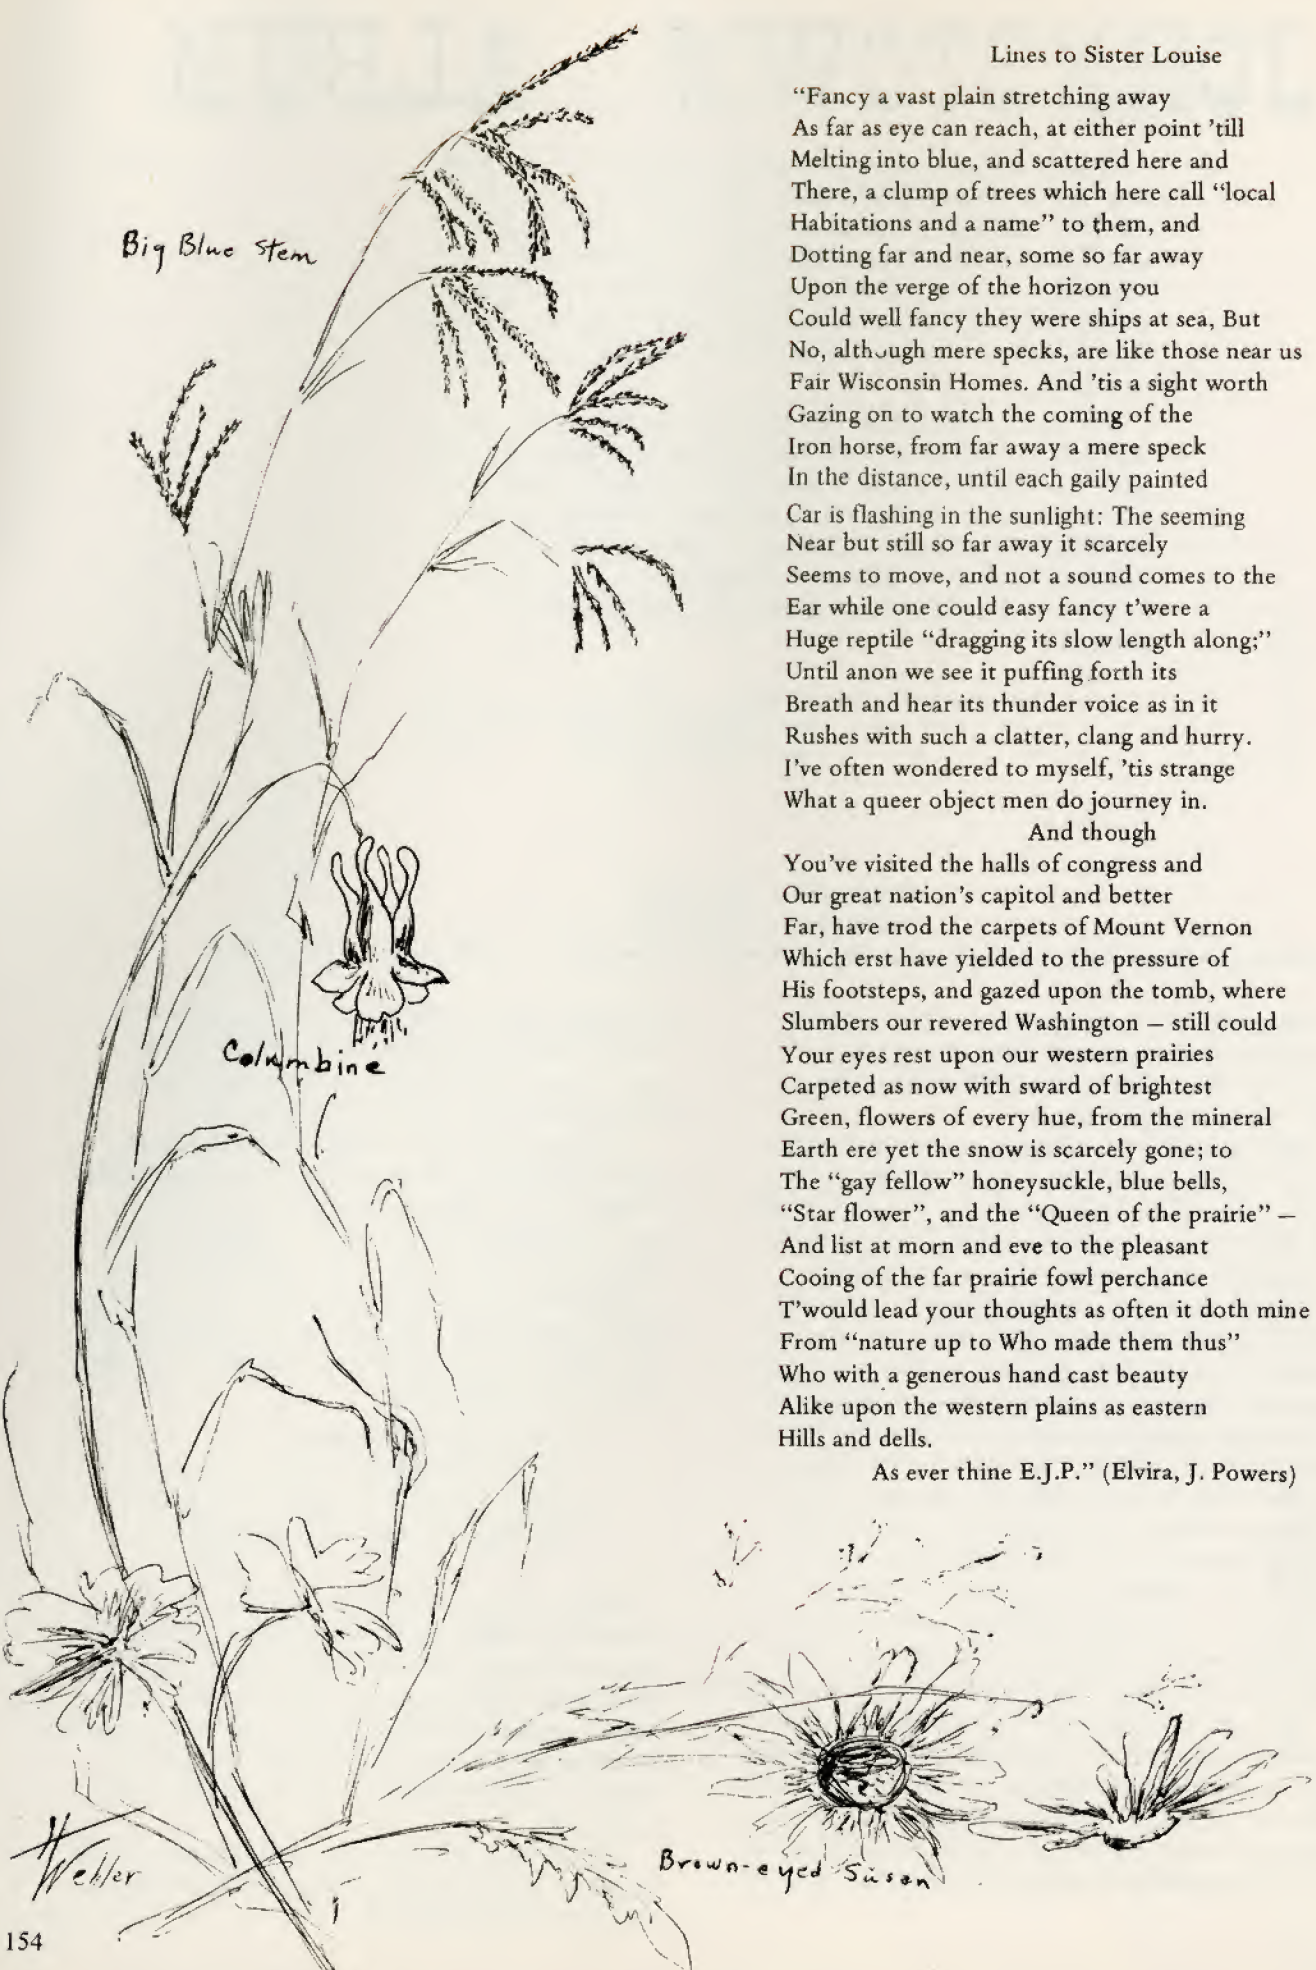 Lines to Sister Louise
“Fancy a vast plain stretching away
As far as eye can reach, at either point ’till
Melting into blue, and scattered here and
There, a clump of trees which here call “local
Habitations and a name” to them, and
Dotting far and near, some so far away
Upon the verge of the horizon you
Could well fancy they were ships at sea, But
No, although mere specks, are like those near us
Fair Wisconsin Homes. And ’tis a sight worth
Gazing on to watch the coming of the
Iron horse, from far away a mere speck
In the distance, until each gaily painted
Car is flashing in the sunlight: The seeming
Near but still so far away it scarcely
Seems to move, and not a sound comes to the
Ear while one could easy fancy t’were a
Huge reptile “dragging its slow length along;”
Until anon we see it puffing forth its
Breath and hear its thunder voice as in it
Rushes with such a clatter, clang and hurry.
I’ve often wondered to myself, ’tis strange
What a queer object men do journey in.
And though
You’ve visited the halls of congress and
Our great nation’s capitol and better
Far, have trod the carpets of Mount Vernon
Which erst have yielded to the pressure of
His footsteps, and gazed upon the tomb, where
Slumbers our revered Washington — still could
Your eyes rest upon our western prairies
Carpeted as now with sward of brightest
Green, flowers of every hue, from the mineral
Earth ere yet the snow is scarcely gone; to
The “gay fellow” honeysuckle, blue bells,
“Star flower”, and the “Queen of the prairie” —
And list at morn and eve to the pleasant
Cooing of the far prairie fowl perchance
T’would lead your thoughts as often it doth mine
From “nature up to Who made them thus”
Who with a generous hand cast beauty
Alike upon the western plains as eastern
Hills and dells.
As ever thine E.J.P.” (Elvira, J. Powers)
Big Blue Stem
Columbine
Brown-eyed Susan
H Wehler
154